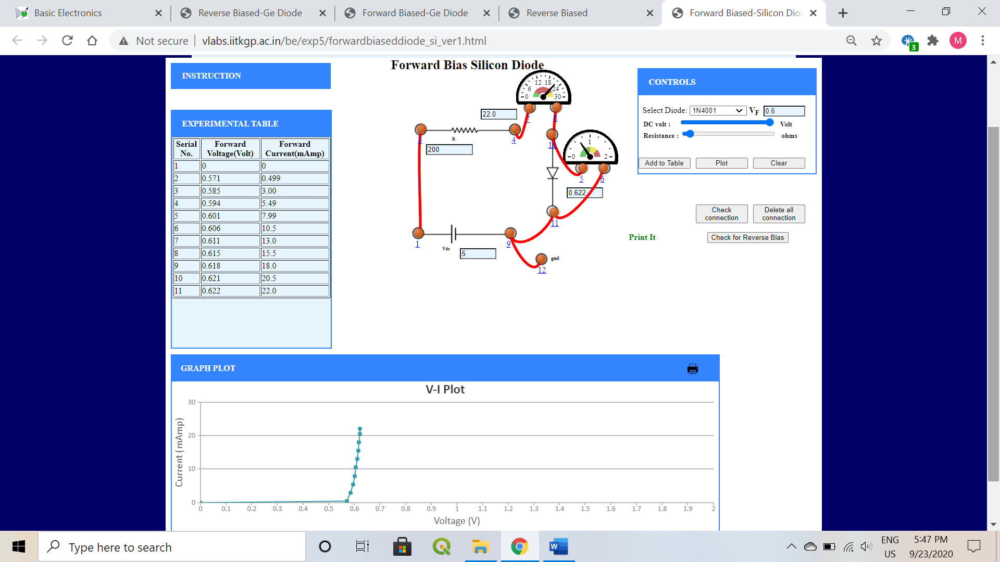 Basic Electronics
Reverse Biased-Ge Diode
Forward Biased-Ge Diode
Reverse Biased
Forward Biased-Silicon Dio
Not secure
vlabs.iitkgp.ac.in/be/exp5/forwardbiaseddiode_si_ver1.html
3
M
INSTRUCTION
EXPERIMENTAL TABLE
Serial No. Forward Voltage(Volt) Forward Current(mAmp)
1 0 0
2 0.571 0.499
3 0.585 3.00
4 0.594 5.49
5 0.601 7.99
6 0.606 10.5
7 0.611 13.0
8 0.615 15.5
9 0.618 18.0
10 0.621 20.5
11 0.622 22.0
Forward Bias Silicon Diode
0 6 12 18 24 30
22.0
7 8
3 4
R
200
10
0 1 2
5 6
0.622
11
1 9
Vdc
5
gnd
12
CONTROLS
Select Diode: 1N4001 VF 0.6
DC volt : Volt
Resistance : ohms
Add to Table Plot Clear
Check connection
Delete all connection
Print It
Check for Reverse Bias
GRAPH PLOT
V-I Plot
Current ( mAmp)
30
20
10
0
0 0.1 0.2 0.3 0.4 0.5 0.6 0.7 0.8 0.9 1 1.1 1.2 1.3 1.4 1.5 1.6 1.7 1.8 1.9 2
Voltage (V)
Type here to search
W
ENG
US
5:47 PM
9/23/2020